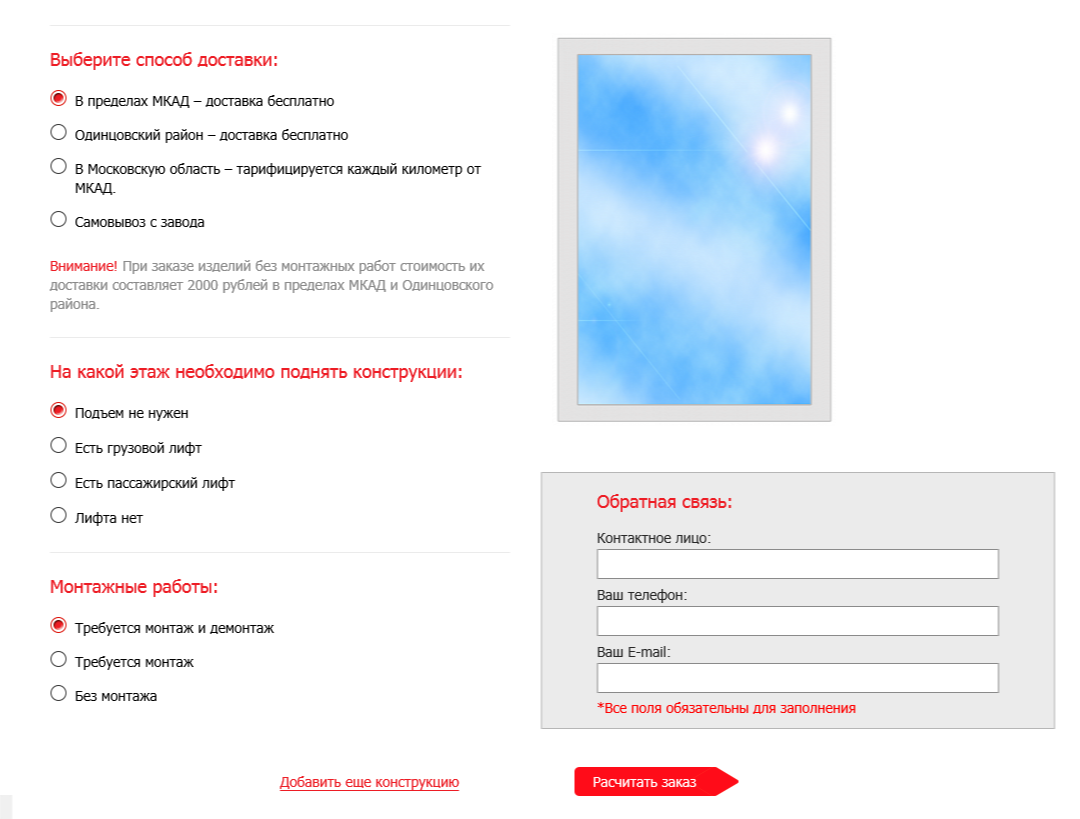 Выберите способ доставки:
В пределах МКАД – доставка бесплатно
Одинцовский район – доставка бесплатно
В Московскую область – тарифицируется каждый километр от
МКАД.
Самовывоз с завода
Внимание! При заказе изделий без монтажных работ стоимость их
доставки составляет 2000 рублей в пределах МКАД и Одинцовского
района.
На какой этаж необходимо поднять конструкции:
Подъем не нужен
Есть грузовой лифт
Есть пассажирский лифт
Лифта нет
Монтажные работы:
Требуется монтаж и демонтаж
Требуется монтаж
Без монтажа
Обратная связь:
Контактное лицо:
Ваш телефон:
Ваш E-mail:
*Все поля обязательны для заполнения
Добавить еще конструкцию
Расчитать заказ